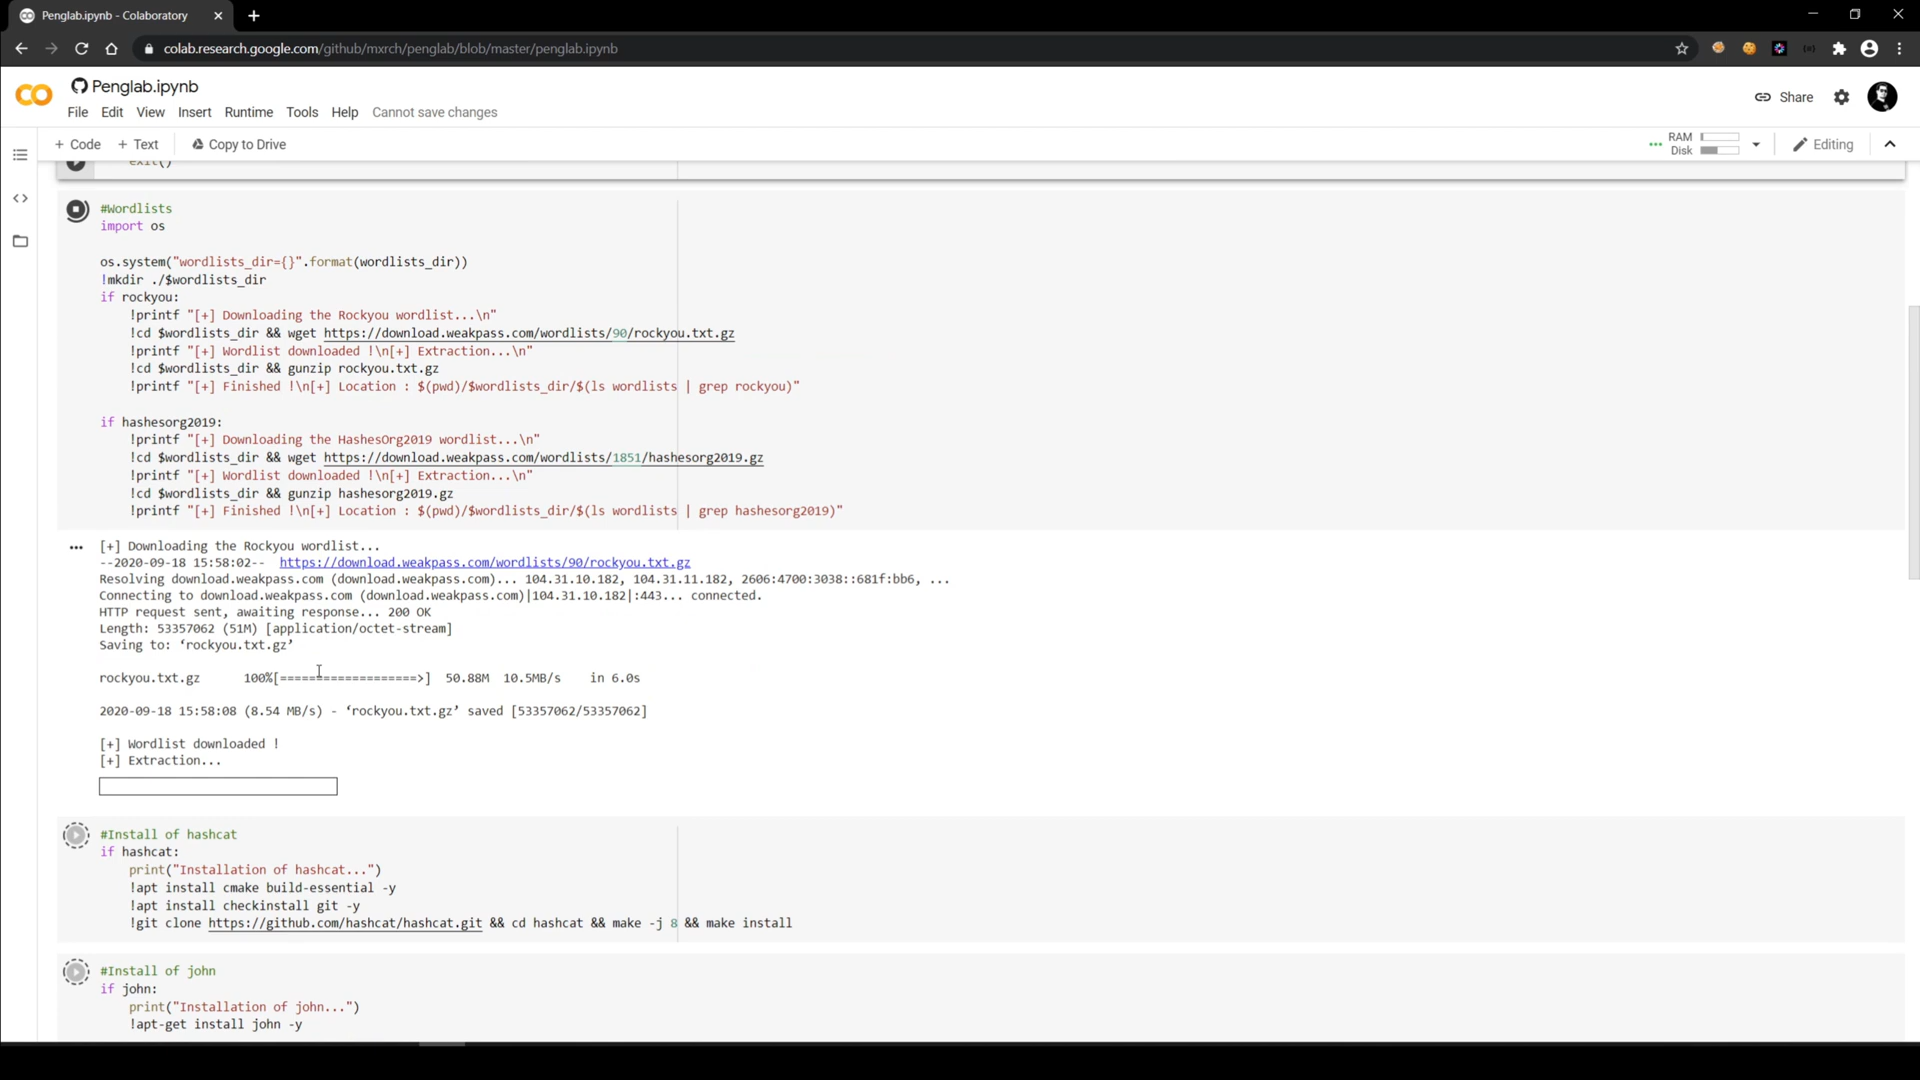 Penglab.ipynb - Colaboratory
colab.research.google.com/github/mxrch/penglab/blob/master/penglab.ipynb
Penglab.ipynb
File Edit View Insert Runtime Tools Help Cannot save changes
Share
+ Code + Text Copy to Drive
RAM
Disk
Editing
exit()
#Wordlists
import os
os.system("wordlists_dir={}".format(wordlists_dir))
!mkdir ./$wordlists_dir
if rockyou:
!printf "[+] Downloading the Rockyou wordlist...\n"
!cd $wordlists_dir && wget https://download.weakpass.com/wordlists/90/rockyou.txt.gz
!printf "[+] Wordlist downloaded !\n[+] Extraction...\n"
!cd $wordlists_dir && gunzip rockyou.txt.gz
!printf "[+] Finished !\n[+] Location : $(pwd)/$wordlists_dir/$(ls wordlists | grep rockyou)"
if hashesorg2019:
!printf "[+] Downloading the HashesOrg2019 wordlist...\n"
!cd $wordlists_dir && wget https://download.weakpass.com/wordlists/1851/hashesorg2019.gz
!printf "[+] Wordlist downloaded !\n[+] Extraction...\n"
!cd $wordlists_dir && gunzip hashesorg2019.gz
!printf "[+] Finished !\n[+] Location : $(pwd)/$wordlists_dir/$(ls wordlists | grep hashesorg2019)"
[+] Downloading the Rockyou wordlist...
--2020-09-18 15:58:02-- https://download.weakpass.com/wordlists/90/rockyou.txt.gz
Resolving download.weakpass.com (download.weakpass.com)... 104.31.10.182, 104.31.11.182, 2606:4700:3038::681f:bb6, ...
Connecting to download.weakpass.com (download.weakpass.com)|104.31.10.182|:443... connected.
HTTP request sent, awaiting response... 200 OK
Length: 53357062 (51M) [application/octet-stream]
Saving to: ‘rockyou.txt.gz’
rockyou.txt.gz 100%[===================>] 50.88M 10.5MB/s in 6.0s
2020-09-18 15:58:08 (8.54 MB/s) - ‘rockyou.txt.gz’ saved [53357062/53357062]
[+] Wordlist downloaded !
[+] Extraction...
#Install of hashcat
if hashcat:
print("Installation of hashcat...")
!apt install cmake build-essential -y
!apt install checkinstall git -y
!git clone https://github.com/hashcat/hashcat.git && cd hashcat && make -j 8 && make install
#Install of john
if john:
print("Installation of john...")
!apt-get install john -y